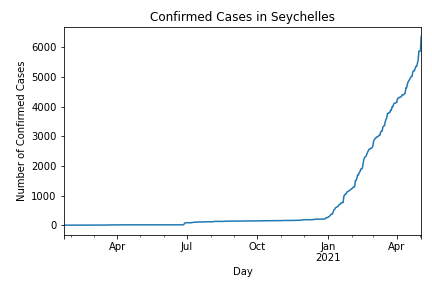 Confirmed Cases in Seychelles
Number of Confirmed Cases
6000
5000
4000
3000
2000
1000
0
Apr
Jul
Oct
Jan
2021
Apr
Day